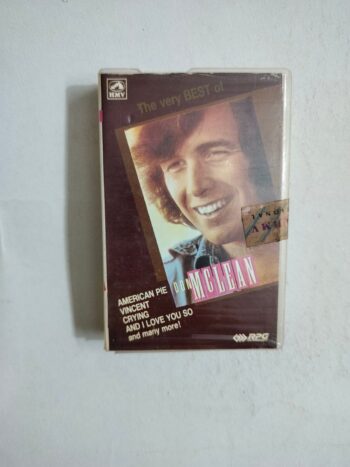 HMV
The very BEST of
DON McLEAN
AMERICAN PIE
VINCENT
CRYING
AND I LOVE YOU SO
and many more!
RPG